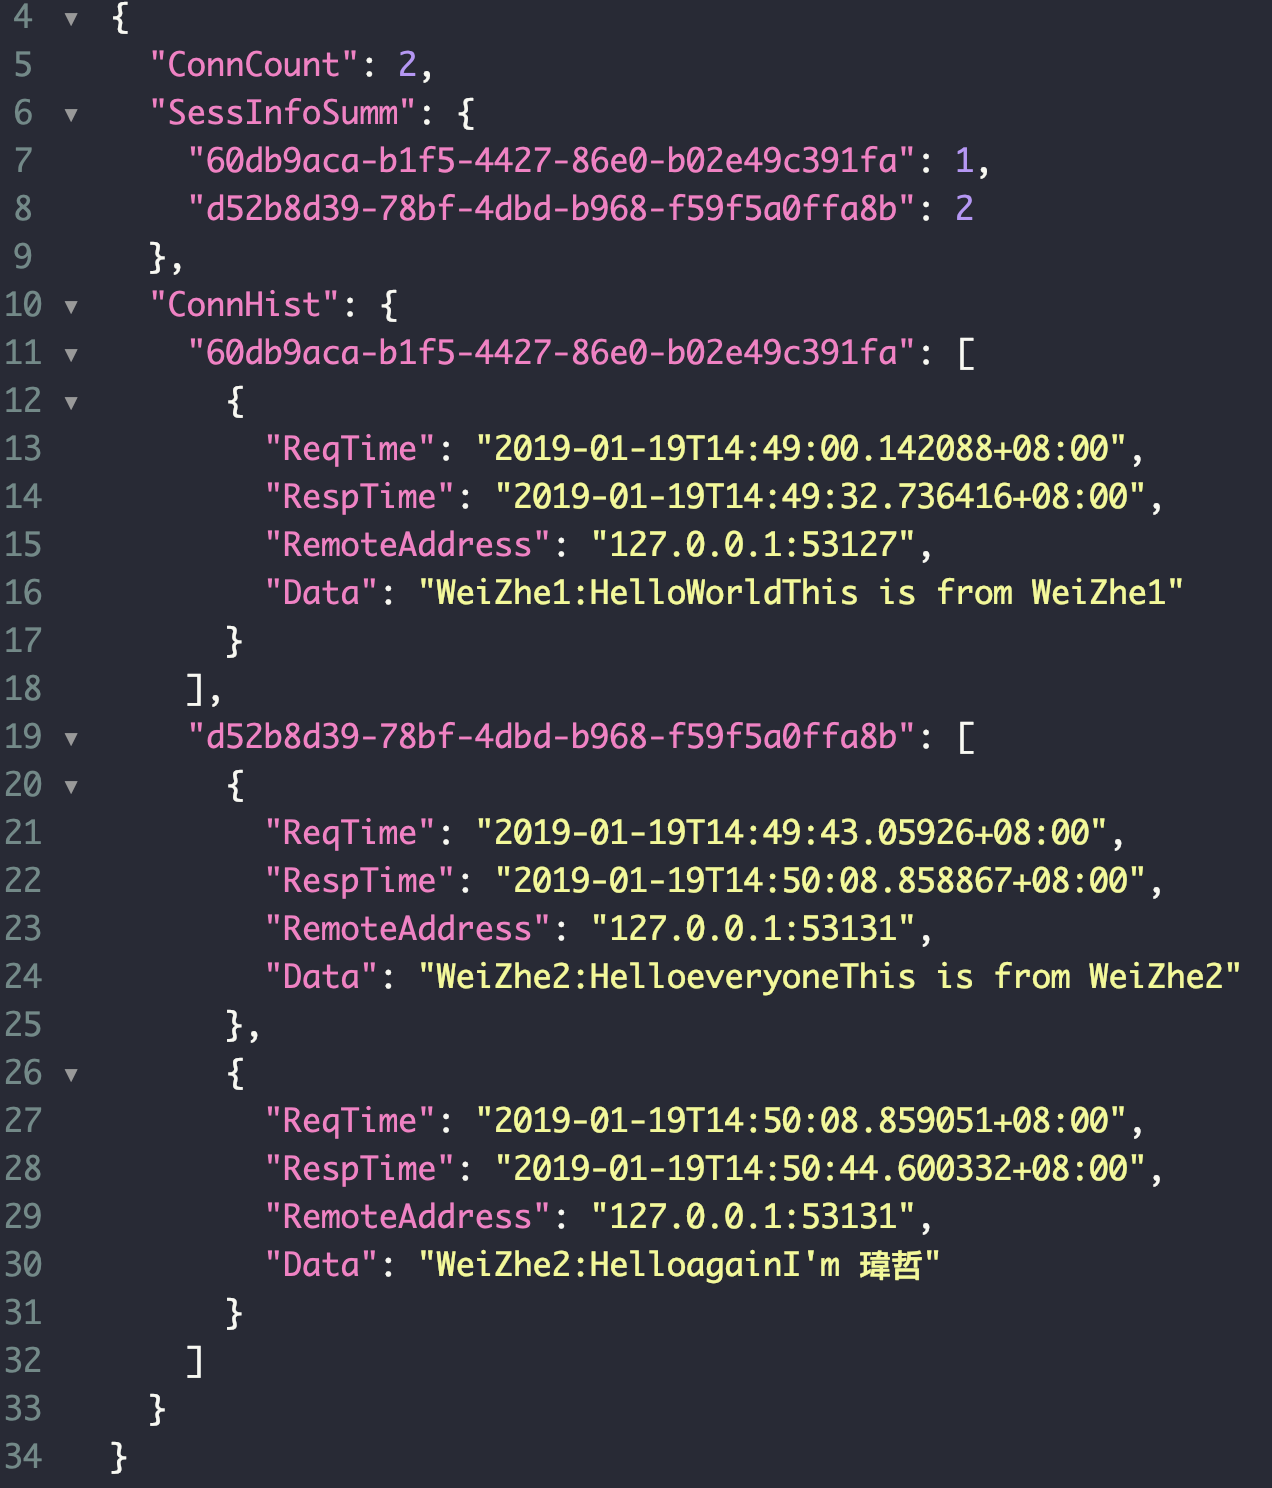 4 ▼ {
5 "ConnCount": 2,
6 ▼ "SessInfoSumm": {
7 "60db9aca-b1f5-4427-86e0-b02e49c391fa": 1,
8 "d52b8d39-78bf-4dbd-b968-f59f5a0ffa8b": 2
9 },
10 ▼ "ConnHist": {
11 ▼ "60db9aca-b1f5-4427-86e0-b02e49c391fa": [
12 ▼ {
13 "ReqTime": "2019-01-19T14:49:00.142088+08:00",
14 "RespTime": "2019-01-19T14:49:32.736416+08:00",
15 "RemoteAddress": "127.0.0.1:53127",
16 "Data": "WeiZhe1:HelloWorldThis is from WeiZhe1"
17 }
18 ],
19 ▼ "d52b8d39-78bf-4dbd-b968-f59f5a0ffa8b": [
20 ▼ {
21 "ReqTime": "2019-01-19T14:49:43.05926+08:00",
22 "RespTime": "2019-01-19T14:50:08.858867+08:00",
23 "RemoteAddress": "127.0.0.1:53131",
24 "Data": "WeiZhe2:HelloeveryoneThis is from WeiZhe2"
25 },
26 ▼ {
27 "ReqTime": "2019-01-19T14:50:08.859051+08:00",
28 "RespTime": "2019-01-19T14:50:44.600332+08:00",
29 "RemoteAddress": "127.0.0.1:53131",
30 "Data": "WeiZhe2:HelloagainI'm 瑋哲"
31 }
32 ]
33 }
34 }